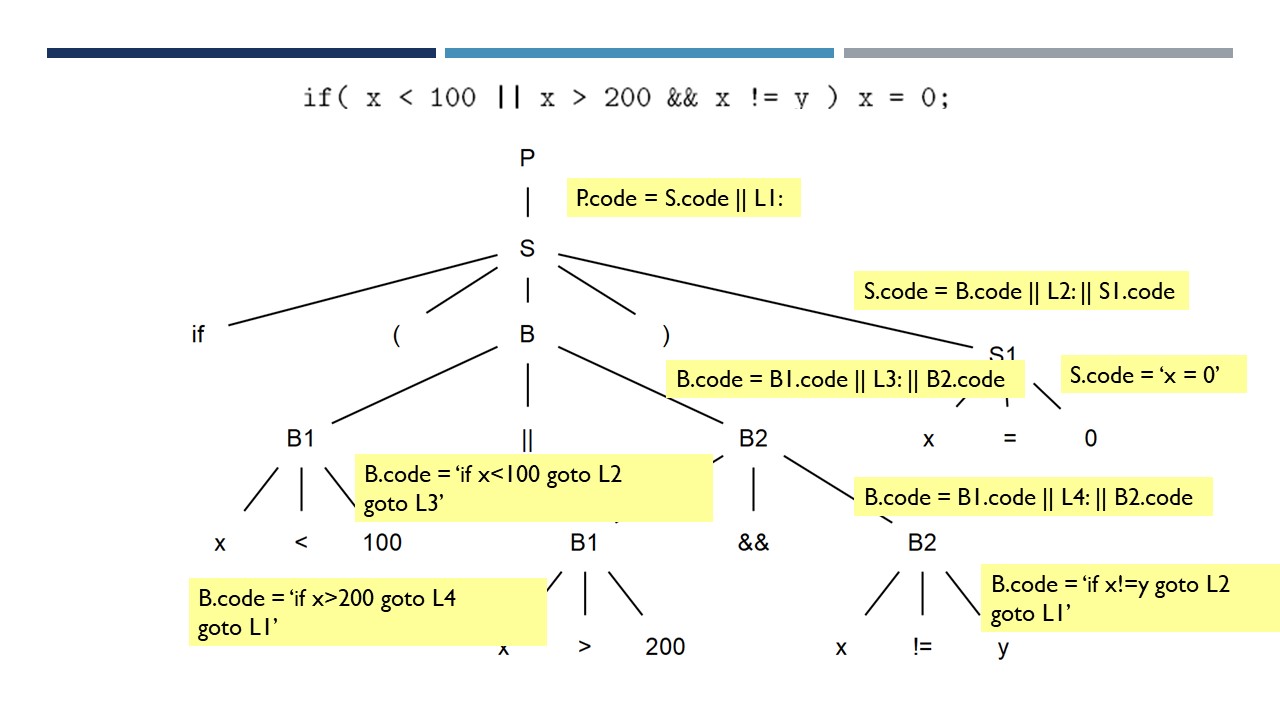 if( x < 100 || x > 200 && x != y ) x = 0;
P
P.code = S.code || L1:
S
S.code = B.code || L2: || S1.code
if ( B ) S1
B.code = B1.code || L3: || B2.code
S.code = ‘x = 0’
B1 || B2 x = 0
B.code = ‘if x<100 goto L2
goto L3’
B.code = B1.code || L4: || B2.code
x < 100 B1 && B2
B.code = ‘if x>200 goto L4
goto L1’
B.code = ‘if x!=y goto L2
goto L1’
x > 200 x != y